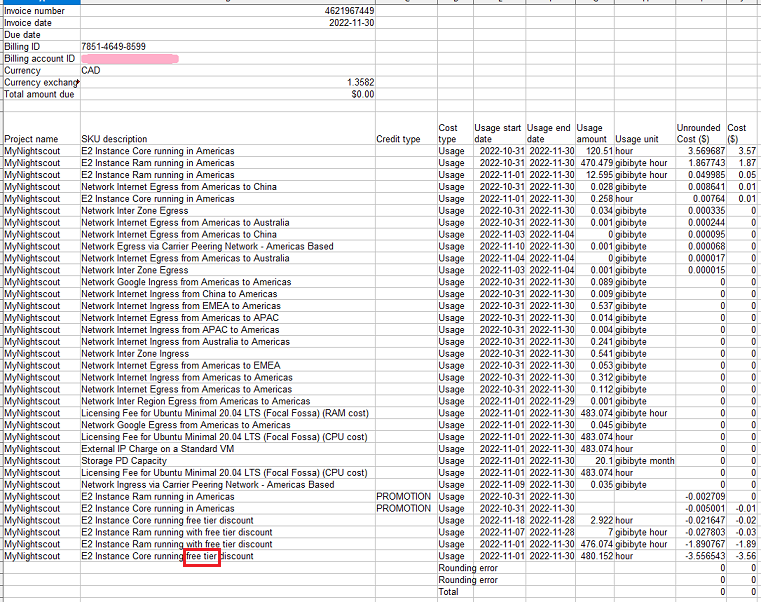 Invoice number 4621967449
Invoice date 2022-11-30
Due date
Billing ID 7851-4649-8599
Billing account ID
Currency CAD
Currency exchang 1.3582
Total amount due $0.00
Project name SKU description Credit type Cost type Usage start date Usage end date Usage amount Usage unit Unrounded Cost ($) Cost ($)
MyNightscout E2 Instance Core running in Americas Usage 2022-10-31 2022-11-30 120.51 hour 3.569687 3.57
MyNightscout E2 Instance Ram running in Americas Usage 2022-10-31 2022-11-30 470.479 gibibyte hour 1.867743 1.87
MyNightscout E2 Instance Ram running in Americas Usage 2022-11-01 2022-11-30 12.595 gibibyte hour 0.049985 0.05
MyNightscout Network Internet Egress from Americas to China Usage 2022-10-31 2022-11-30 0.028 gibibyte 0.008641 0.01
MyNightscout E2 Instance Core running in Americas Usage 2022-11-01 2022-11-30 0.258 hour 0.00764 0.01
MyNightscout Network Inter Zone Egress Usage 2022-10-31 2022-11-30 0.034 gibibyte 0.000335 0
MyNightscout Network Internet Egress from Americas to Australia Usage 2022-10-31 2022-11-30 0.001 gibibyte 0.000244 0
MyNightscout Network Internet Egress from Americas to China Usage 2022-11-03 2022-11-04 0 gibibyte 0.000095 0
MyNightscout Network Egress via Carrier Peering Network - Americas Based Usage 2022-11-10 2022-11-30 0.001 gibibyte 0.000068 0
MyNightscout Network Internet Egress from Americas to Australia Usage 2022-11-04 2022-11-04 0 gibibyte 0.000017 0
MyNightscout Network Inter Zone Egress Usage 2022-11-03 2022-11-04 0.001 gibibyte 0.000015 0
MyNightscout Network Google Ingress from Americas to Americas Usage 2022-10-31 2022-11-30 0.089 gibibyte 0 0
MyNightscout Network Internet Ingress from China to Americas Usage 2022-10-31 2022-11-30 0.009 gibibyte 0 0
MyNightscout Network Internet Ingress from EMEA to Americas Usage 2022-10-31 2022-11-30 0.537 gibibyte 0 0
MyNightscout Network Internet Egress from Americas to APAC Usage 2022-10-31 2022-11-30 0.014 gibibyte 0 0
MyNightscout Network Internet Ingress from APAC to Americas Usage 2022-10-31 2022-11-30 0.004 gibibyte 0 0
MyNightscout Network Internet Ingress from Australia to Americas Usage 2022-10-31 2022-11-30 0.241 gibibyte 0 0
MyNightscout Network Inter Zone Ingress Usage 2022-10-31 2022-11-30 0.541 gibibyte 0 0
MyNightscout Network Internet Egress from Americas to EMEA Usage 2022-10-31 2022-11-30 0.053 gibibyte 0 0
MyNightscout Network Internet Ingress from Americas to Americas Usage 2022-10-31 2022-11-30 0.312 gibibyte 0 0
MyNightscout Network Internet Egress from Americas to Americas Usage 2022-10-31 2022-11-30 0.112 gibibyte 0 0
MyNightscout Network Inter Region Egress from Americas to Americas Usage 2022-11-01 2022-11-29 0.001 gibibyte 0 0
MyNightscout Licensing Fee for Ubuntu Minimal 20.04 LTS (Focal Fossa) (RAM cost) Usage 2022-11-01 2022-11-30 483.074 gibibyte hour 0 0
MyNightscout Network Google Egress from Americas to Americas Usage 2022-11-01 2022-11-30 0.045 gibibyte 0 0
MyNightscout Licensing Fee for Ubuntu Minimal 20.04 LTS (Focal Fossa) (CPU cost) Usage 2022-11-01 2022-11-30 483.074 hour 0 0
MyNightscout External IP Charge on a Standard VM Usage 2022-11-01 2022-11-30 483.074 hour 0 0
MyNightscout Storage PD Capacity Usage 2022-11-01 2022-11-30 20.1 gibibyte month 0 0
MyNightscout Licensing Fee for Ubuntu Minimal 20.04 LTS (Focal Fossa) (CPU cost) Usage 2022-11-01 2022-11-30 483.074 hour 0 0
MyNightscout Network Ingress via Carrier Peering Network - Americas Based Usage 2022-11-09 2022-11-30 0.035 gibibyte 0 0
MyNightscout E2 Instance Ram running in Americas PROMOTION Usage 2022-10-31 2022-11-30 -0.002709 0
MyNightscout E2 Instance Core running in Americas PROMOTION Usage 2022-10-31 2022-11-30 -0.005001 -0.01
MyNightscout E2 Instance Core running free tier discount Usage 2022-11-18 2022-11-28 2.922 hour -0.021647 -0.02
MyNightscout E2 Instance Ram running with free tier discount Usage 2022-11-07 2022-11-28 7 gibibyte hour -0.027803 -0.03
MyNightscout E2 Instance Ram running with free tier discount Usage 2022-11-01 2022-11-30 476.074 gibibyte hour -1.890767 -1.89
MyNightscout E2 Instance Core running free tier discount Usage 2022-11-01 2022-11-30 480.152 hour -3.556543 -3.56
Rounding error 0 0
Rounding error 0 0
Total 0 0